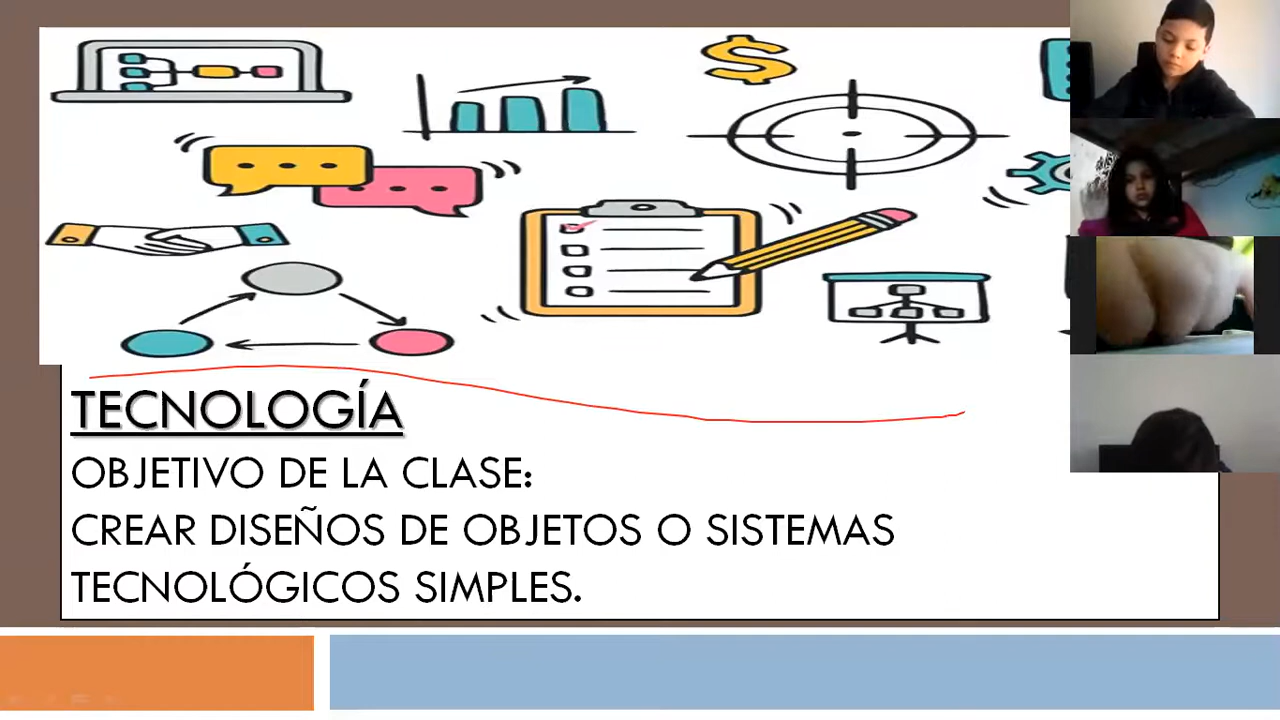 TECNOLOGÍA
OBJETIVO DE LA CLASE:
CREAR DISEÑOS DE OBJETOS O SISTEMAS
TECNOLÓGICOS SIMPLES.